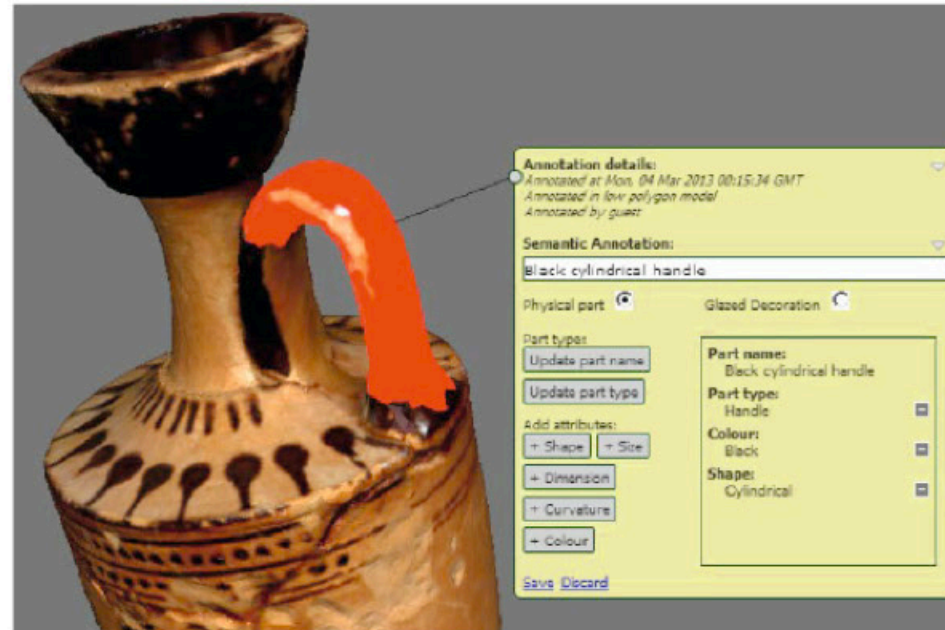 Annotation details:
Annotated at Mon, 04 Mar 2013 00:15:34 GMT
Annotated in low polygon model
Annotated by guest
Semantic Annotation:
Black cylindrical handle
Physical part
Glazed Decoration
Part type:
Update part name
Update part type
Add attributes:
+ Shape + Size
+ Dimension
+ Curvature
+ Colour
Save Discard
Part name:
Black cylindrical handle
Part type:
Handle
Colour:
Black
Shape:
Cylindrical